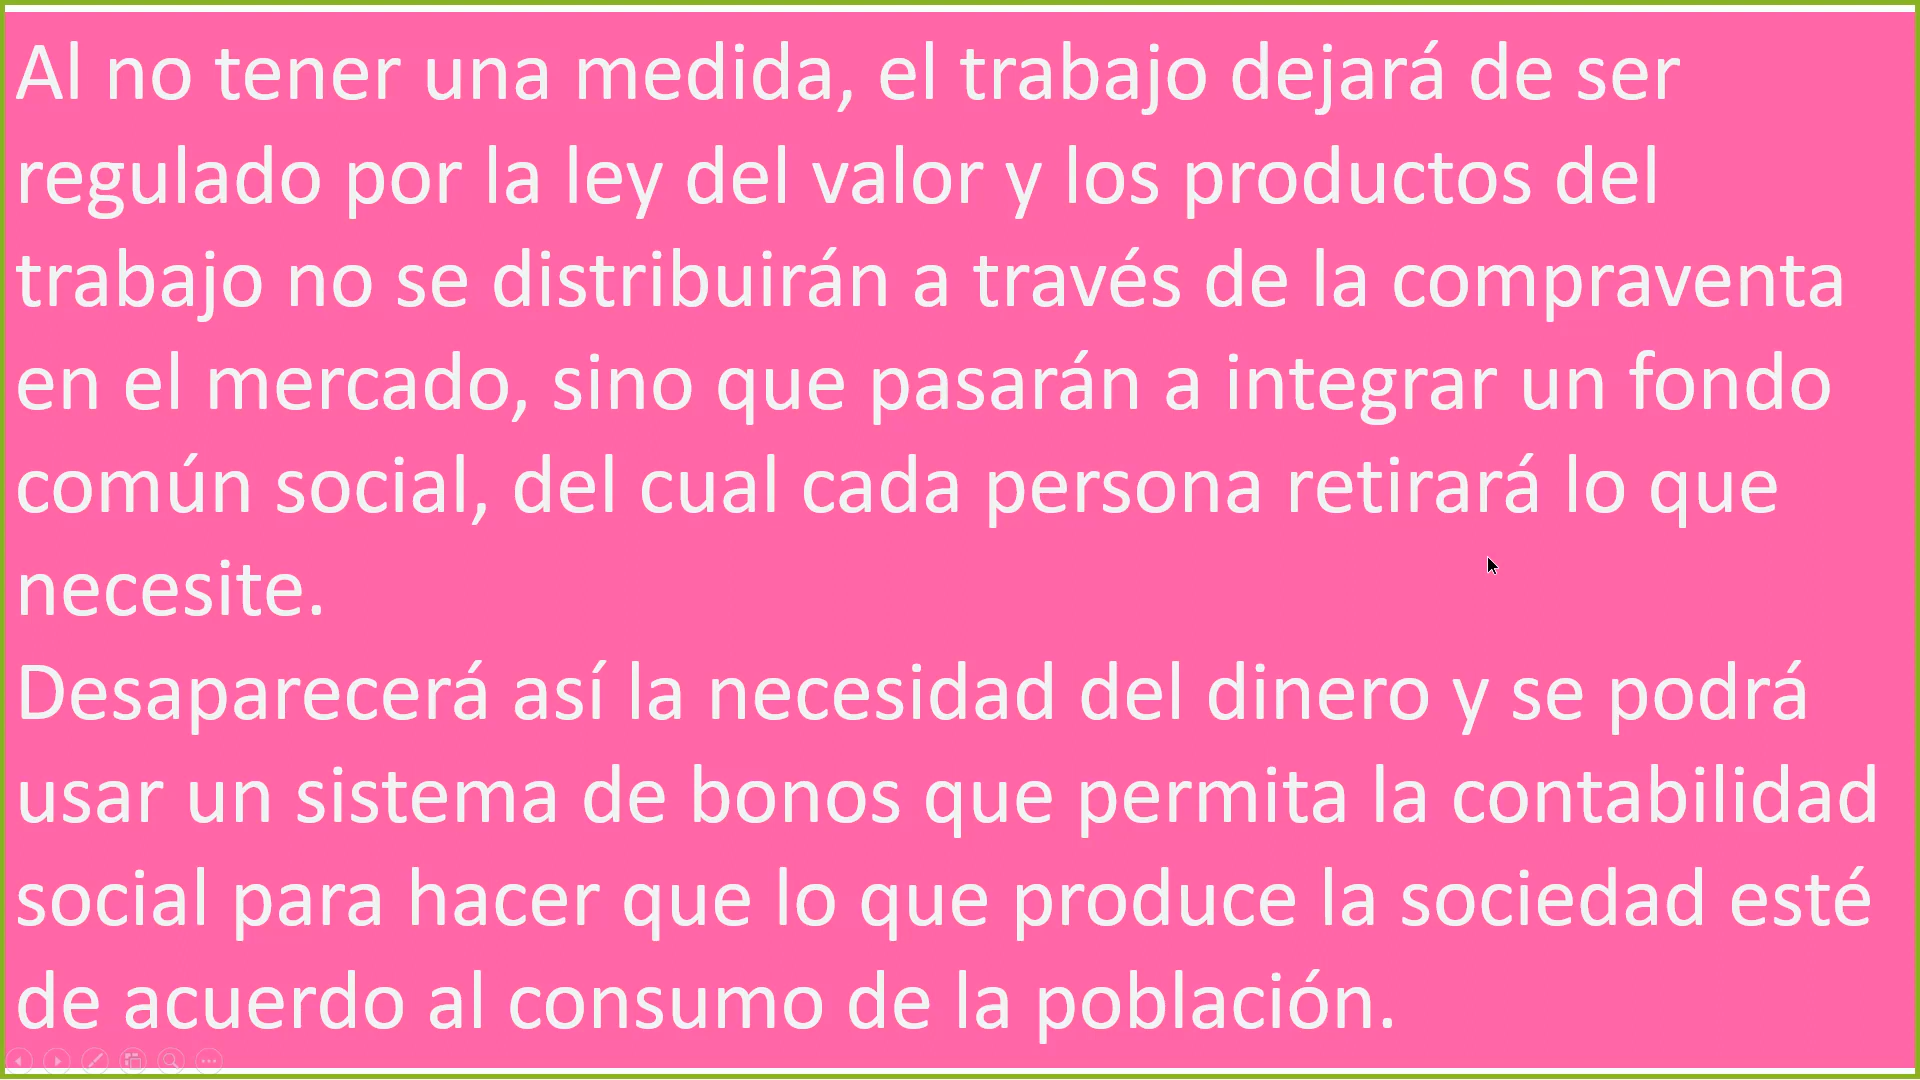 Al no tener una medida, el trabajo dejará de ser
regulado por la ley del valor y los productos del
trabajo no se distribuirán a través de la compraventa
en el mercado, sino que pasarán a integrar un fondo
común social, del cual cada persona retirará lo que
necesite.
Desaparecerá así la necesidad del dinero y se podrá
usar un sistema de bonos que permita la contabilidad
social para hacer que lo que produce la sociedad esté
de acuerdo al consumo de la población.